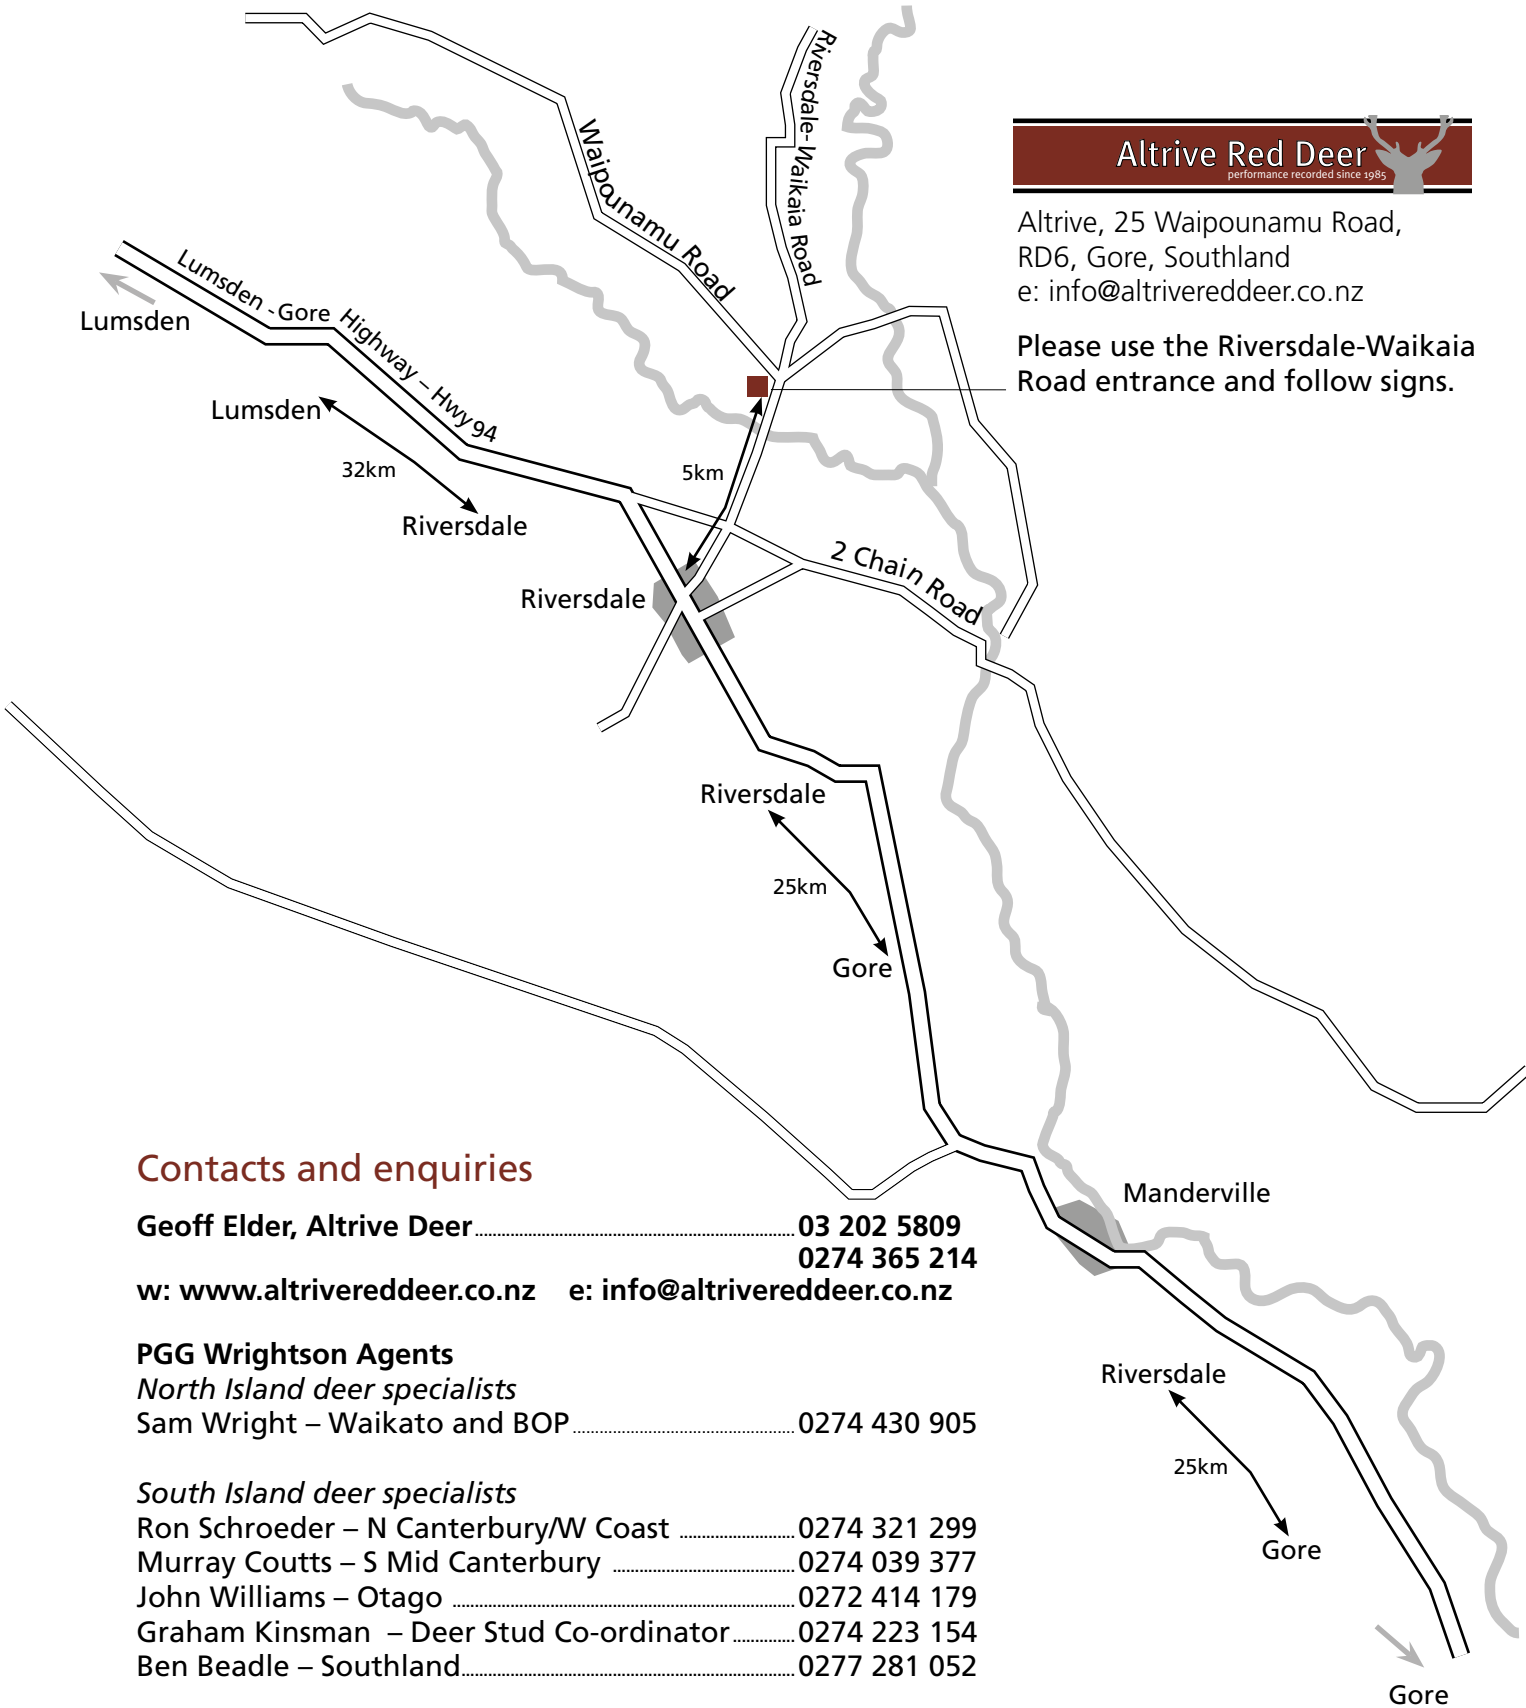 Waipounamu Road
Riversdale-Waikaia Road
Altrive Red Deer
performance recorded since 1985
Altrive, 25 Waipounamu Road,
RD6, Gore, Southland
e: info@altrivereddeer.co.nz
Please use the Riversdale-Waikaia
Road entrance and follow signs.
Lumsden - Gore Highway – Hwy 94
Lumsden
Lumsden
32km
Riversdale
5km
Riversdale
2 Chain Road
Riversdale
25km
Gore
Manderville
Riversdale
25km
Gore
Gore
Contacts and enquiries
Geoff Elder, Altrive Deer 03 202 5809
0274 365 214
w: www.altrivereddeer.co.nz e: info@altrivereddeer.co.nz
PGG Wrightson Agents
North Island deer specialists
Sam Wright – Waikato and BOP 0274 430 905
South Island deer specialists
Ron Schroeder – N Canterbury/W Coast 0274 321 299
Murray Coutts – S Mid Canterbury 0274 039 377
John Williams – Otago 0272 414 179
Graham Kinsman – Deer Stud Co-ordinator 0274 223 154
Ben Beadle – Southland 0277 281 052